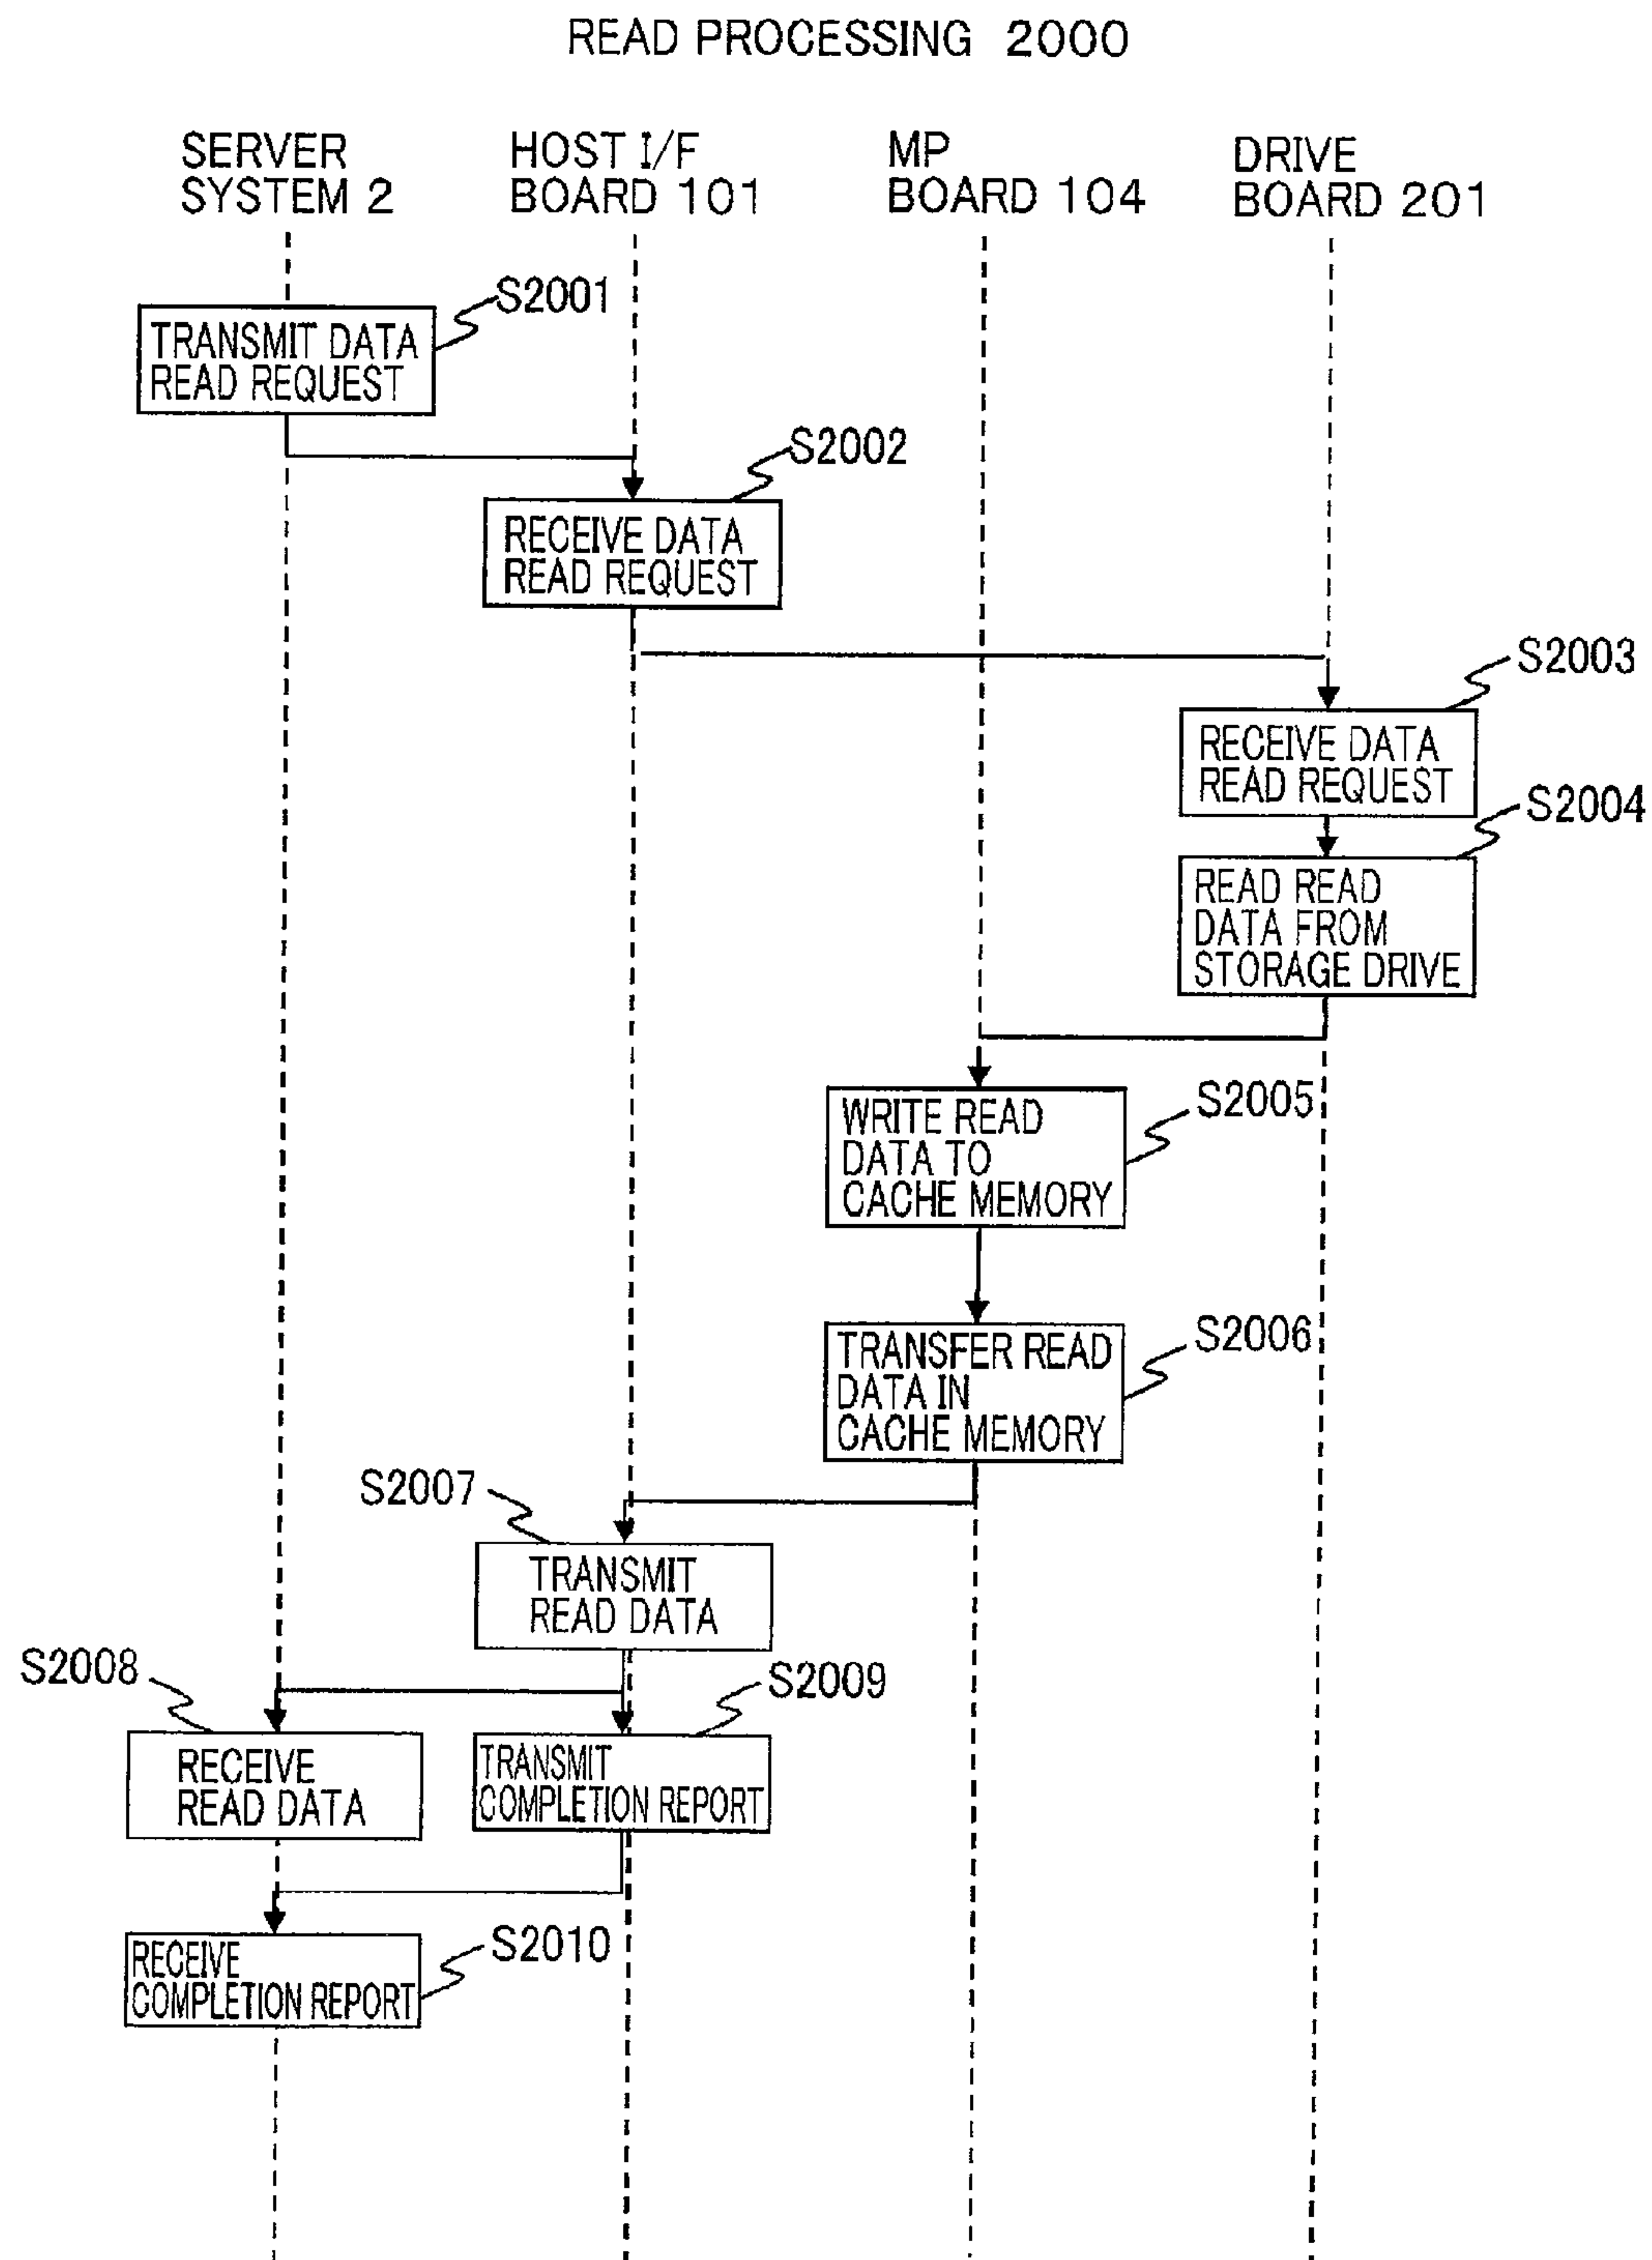 READ PROCESSING 2000
SERVER
SYSTEM 2
HOST I/F
BOARD 101
MP
BOARD 104
DRIVE
BOARD 201
S2001
TRANSMIT DATA
READ REQUEST
S2002
RECEIVE DATA
READ REQUEST
S2003
RECEIVE DATA
READ REQUEST
S2004
READ READ
DATA FROM
STORAGE DRIVE
S2005
WRITE READ
DATA TO
CACHE MEMORY
S2006
TRANSFER READ
DATA IN
CACHE MEMORY
S2007
TRANSMIT
READ DATA
S2008
RECEIVE
READ DATA
S2009
TRANSMIT
COMPLETION REPORT
S2010
RECEIVE
COMPLETION REPORT